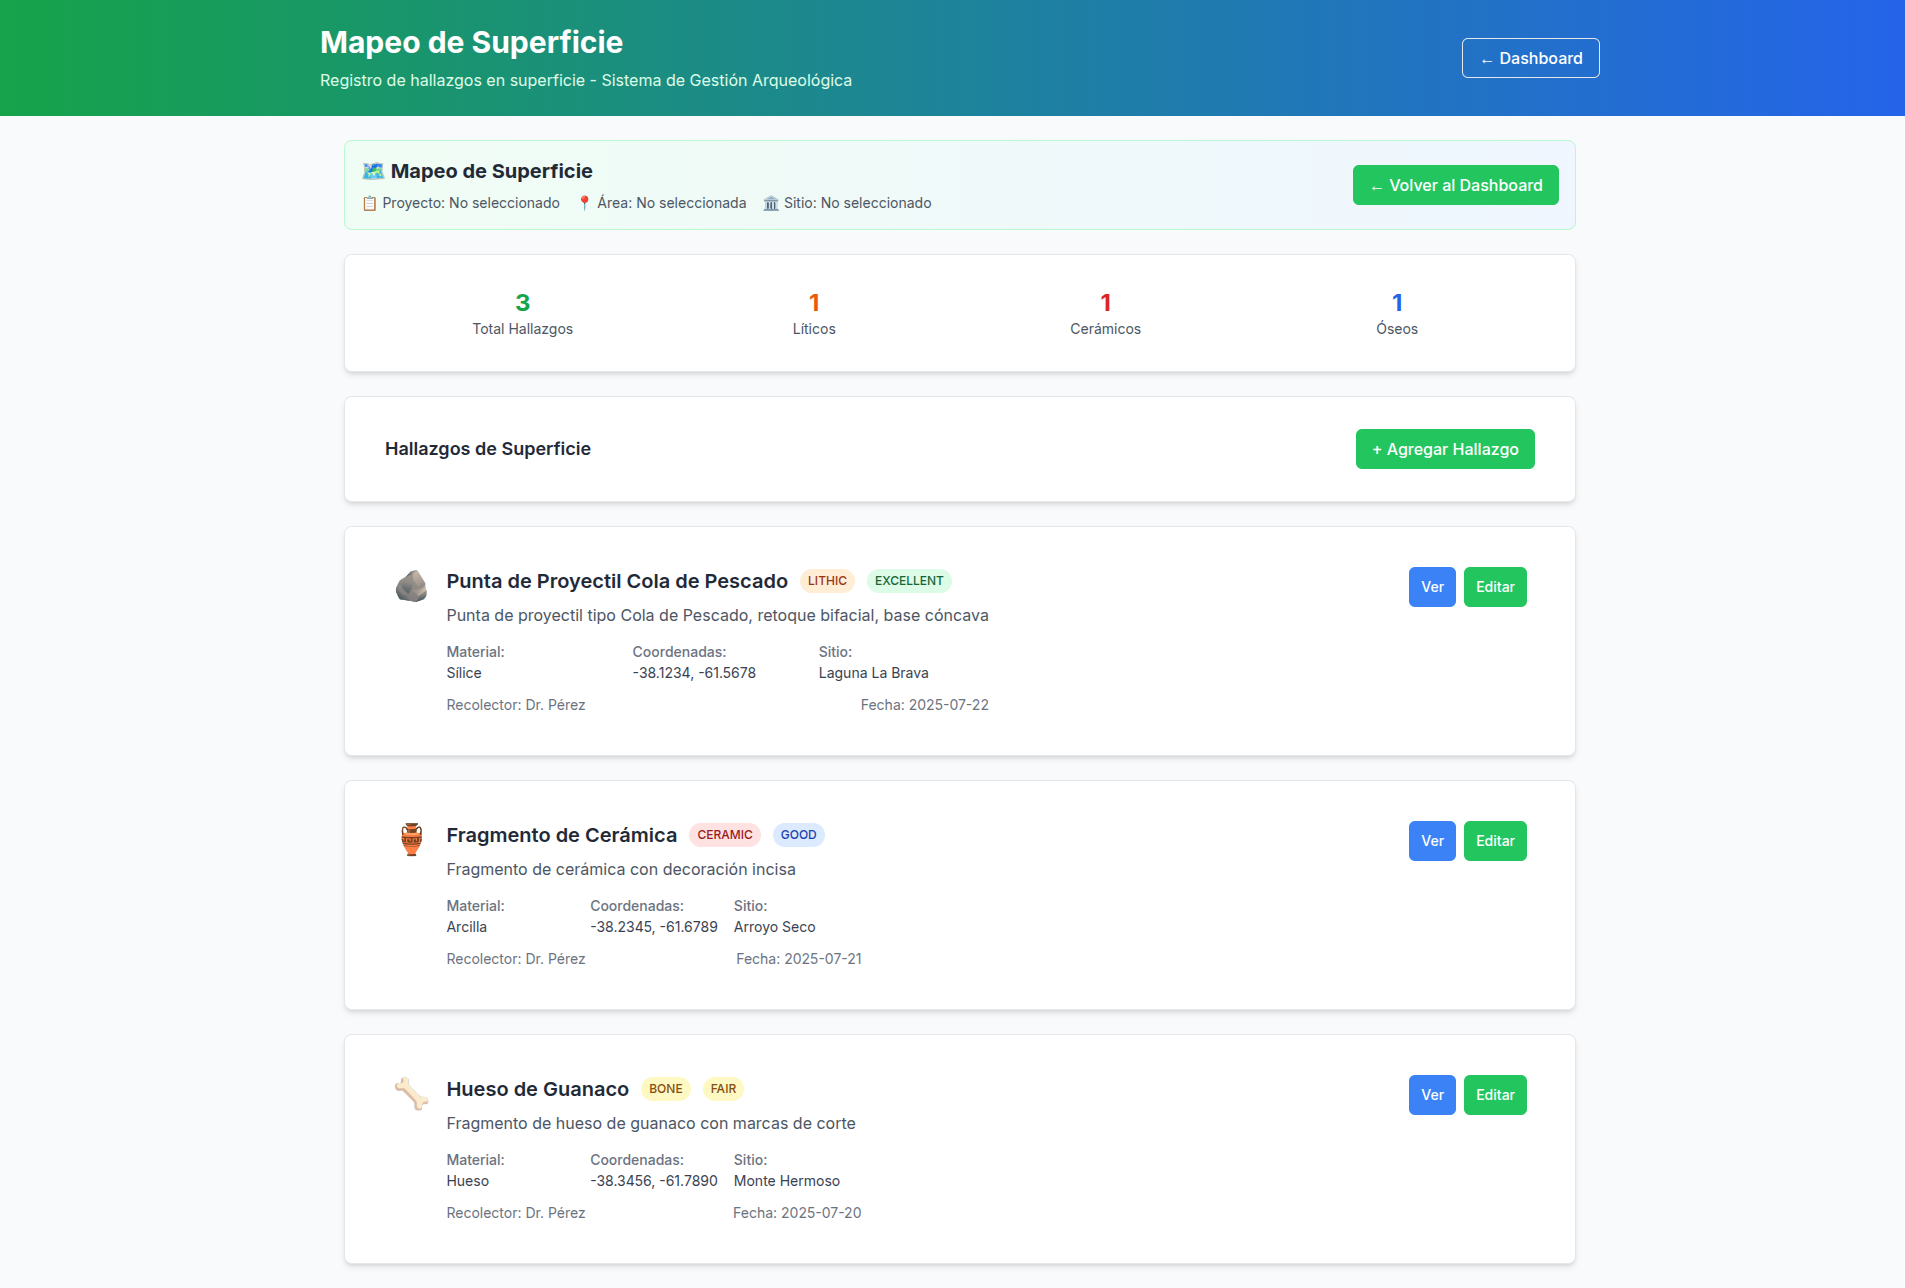 Mapeo de Superficie
Registro de hallazgos en superficie - Sistema de Gestión Arqueológica
← Dashboard
Mapeo de Superficie
Proyecto: No seleccionado Área: No seleccionada Sitio: No seleccionado
← Volver al Dashboard
3 1 1 1
Total Hallazgos Líticos Cerámicos Óseos
Hallazgos de Superficie
+ Agregar Hallazgo
Punta de Proyectil Cola de Pescado LITHIC EXCELLENT
Ver Editar
Punta de proyectil tipo Cola de Pescado, retoque bifacial, base cóncava
Material: Coordenadas: Sitio:
Sílice -38.1234, -61.5678 Laguna La Brava
Recolector: Dr. Pérez Fecha: 2025-07-22
Fragmento de Cerámica CERAMIC GOOD
Ver Editar
Fragmento de cerámica con decoración incisa
Material: Coordenadas: Sitio:
Arcilla -38.2345, -61.6789 Arroyo Seco
Recolector: Dr. Pérez Fecha: 2025-07-21
Hueso de Guanaco BONE FAIR
Ver Editar
Fragmento de hueso de guanaco con marcas de corte
Material: Coordenadas: Sitio:
Hueso -38.3456, -61.7890 Monte Hermoso
Recolector: Dr. Pérez Fecha: 2025-07-20